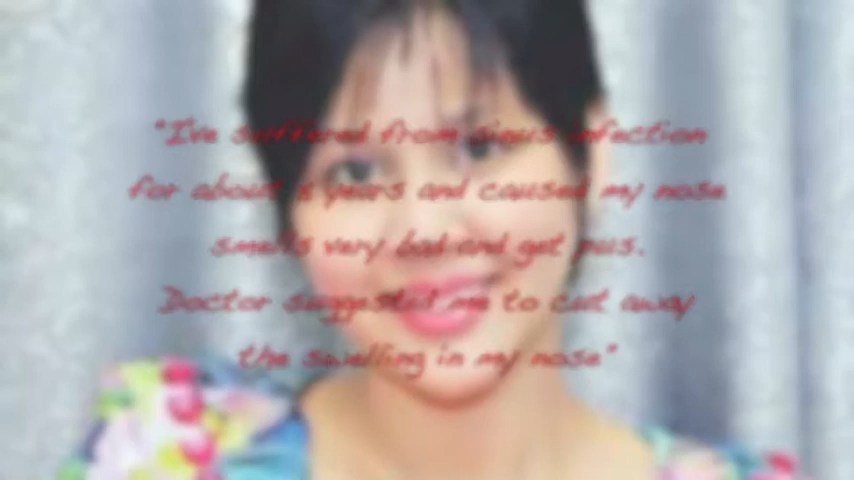 "I've suffered from sinus infection
for about years and caused my nose
smells very bad and get pus.
Doctor suggested me to cut away
the swelling in my nose"